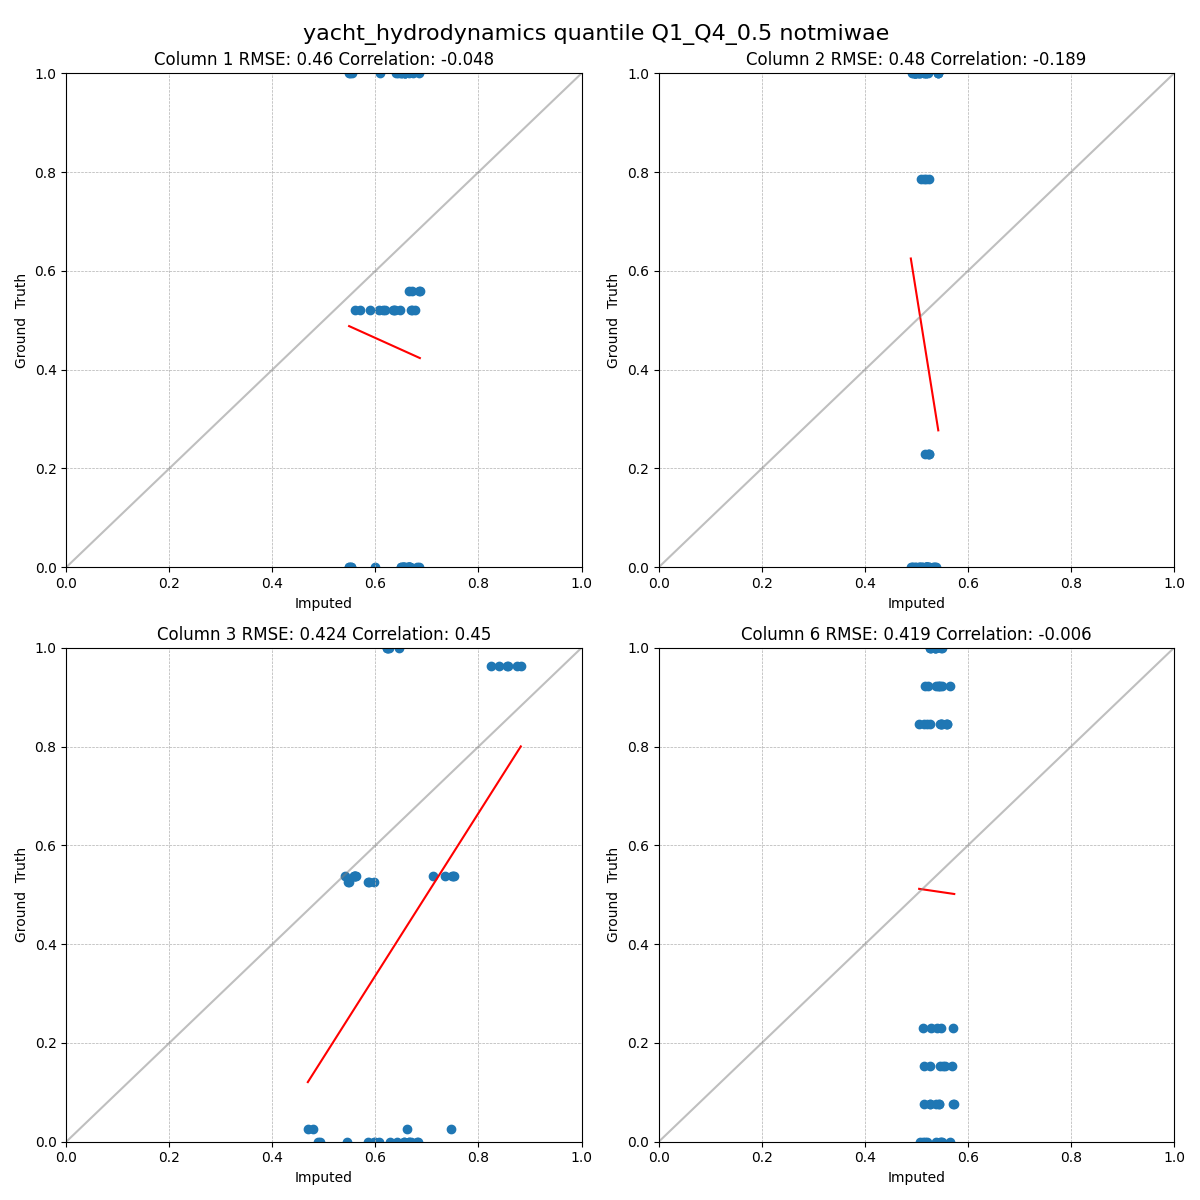 yacht_hydrodynamics quantile Q1_Q4_0.5 notmiwae
Column 1 RMSE: 0.46 Correlation: -0.048
1.0
0.8
0.6
0.4
0.2
0.0
Ground Truth
0.0 0.2 0.4 0.6 0.8 1.0
Imputed
Column 2 RMSE: 0.48 Correlation: -0.189
1.0
0.8
0.6
0.4
0.2
0.0
Ground Truth
0.0 0.2 0.4 0.6 0.8 1.0
Imputed
Column 3 RMSE: 0.424 Correlation: 0.45
1.0
0.8
0.6
0.4
0.2
0.0
Ground Truth
0.0 0.2 0.4 0.6 0.8 1.0
Imputed
Column 6 RMSE: 0.419 Correlation: -0.006
1.0
0.8
0.6
0.4
0.2
0.0
Ground Truth
0.0 0.2 0.4 0.6 0.8 1.0
Imputed